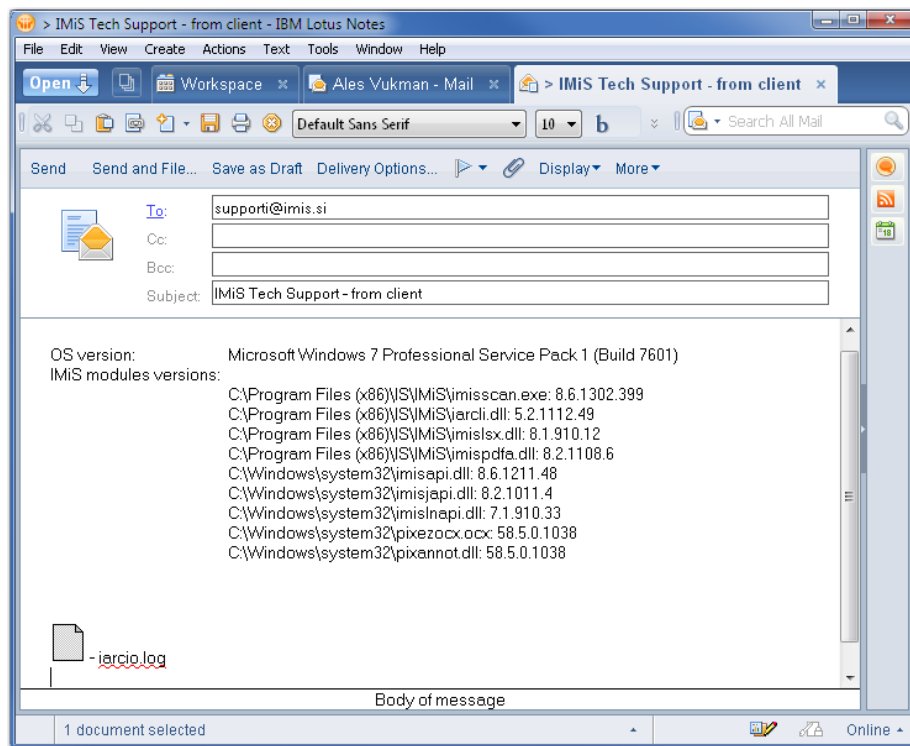 > IMiS Tech Support - from client - IBM Lotus Notes
File Edit View Create Actions Text Tools Window Help
Open Workspace Ales Vukman - Mail > IMiS Tech Support - from client
Default Sans Serif 10 b Search All Mail
Send Send and File... Save as Draft Delivery Options... Display More
To: supporti@imis.si
Cc:
Bcc:
Subject: IMiS Tech Support - from client
18
OS version: Microsoft Windows 7 Professional Service Pack 1 (Build 7601)
IMiS modules versions:
C:\Program Files (x86)\IS\IMiS\imisscan.exe: 8.6.1302.399
C:\Program Files (x86)\IS\IMiS\iarcli.dll: 5.2.1112.49
C:\Program Files (x86)\IS\IMiS\imislsx.dll: 8.1.910.12
C:\Program Files (x86)\IS\IMiS\imispdfa.dll: 8.2.1108.6
C:\Windows\system32\imisapi.dll: 8.6.1211.48
C:\Windows\system32\imisjapi.dll: 8.2.1011.4
C:\Windows\system32\imislnapi.dll: 7.1.910.33
C:\Windows\system32\pixezocx.ocx: 58.5.0.1038
C:\Windows\system32\pixannot.dll: 58.5.0.1038
- iarcio.log
Body of message
1 document selected Online